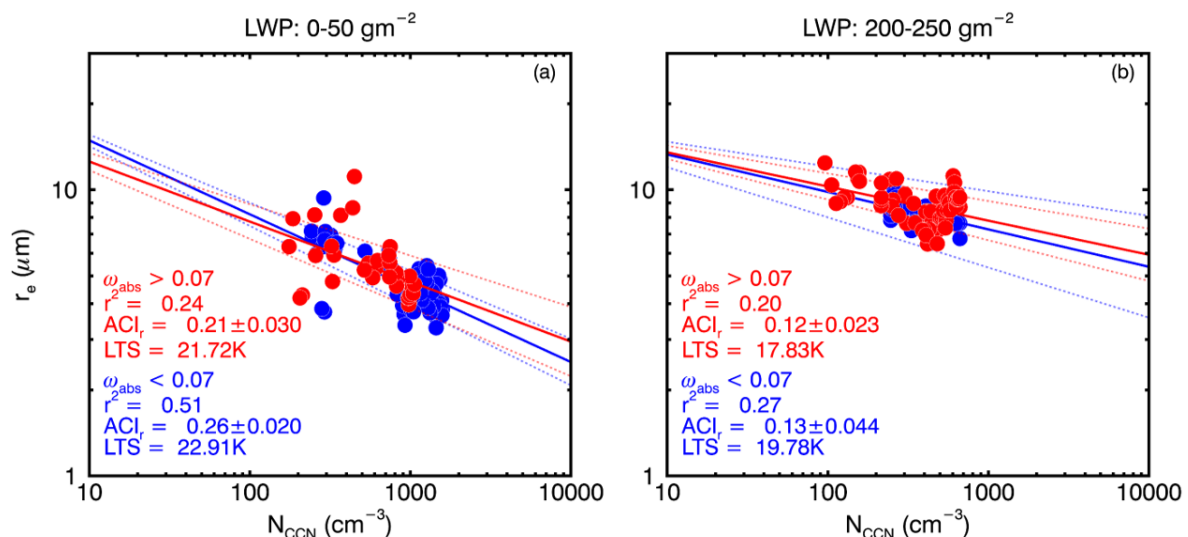 LWP: 0-50 gm⁻²
(a)
10
1
r_e (μm)
ω_abs > 0.07
r² = 0.24
ACI_r = 0.21±0.030
LTS = 21.72K
ω_abs < 0.07
r² = 0.51
ACI_r = 0.26±0.020
LTS = 22.91K
10 100 1000 10000
N_CCN (cm⁻³)
LWP: 200-250 gm⁻²
(b)
10
1
ω_abs > 0.07
r² = 0.20
ACI_r = 0.12±0.023
LTS = 17.83K
ω_abs < 0.07
r² = 0.27
ACI_r = 0.13±0.044
LTS = 19.78K
10 100 1000 10000
N_CCN (cm⁻³)